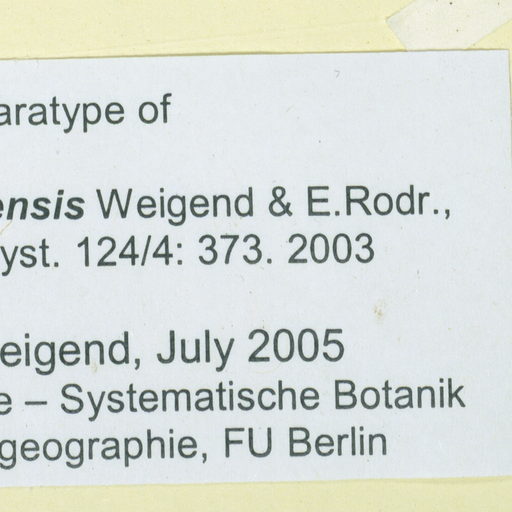 aratype of
ensis Weigend & E.Rodr.,
yst. 124/4: 373. 2003
eigend, July 2005
e – Systematische Botanik
geographie, FU Berlin